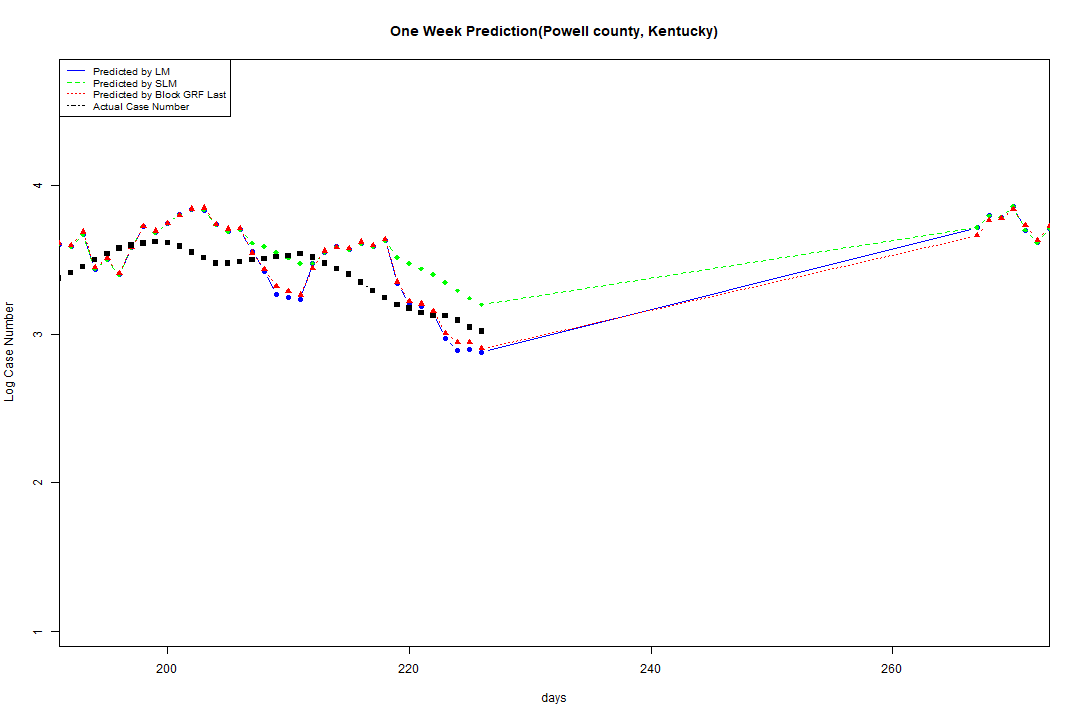 One Week Prediction(Powell county, Kentucky)
Predicted by LM
Predicted by SLM
Predicted by Block GRF Last
Actual Case Number
4
3
2
1
Log Case Number
200 220 240 260
days